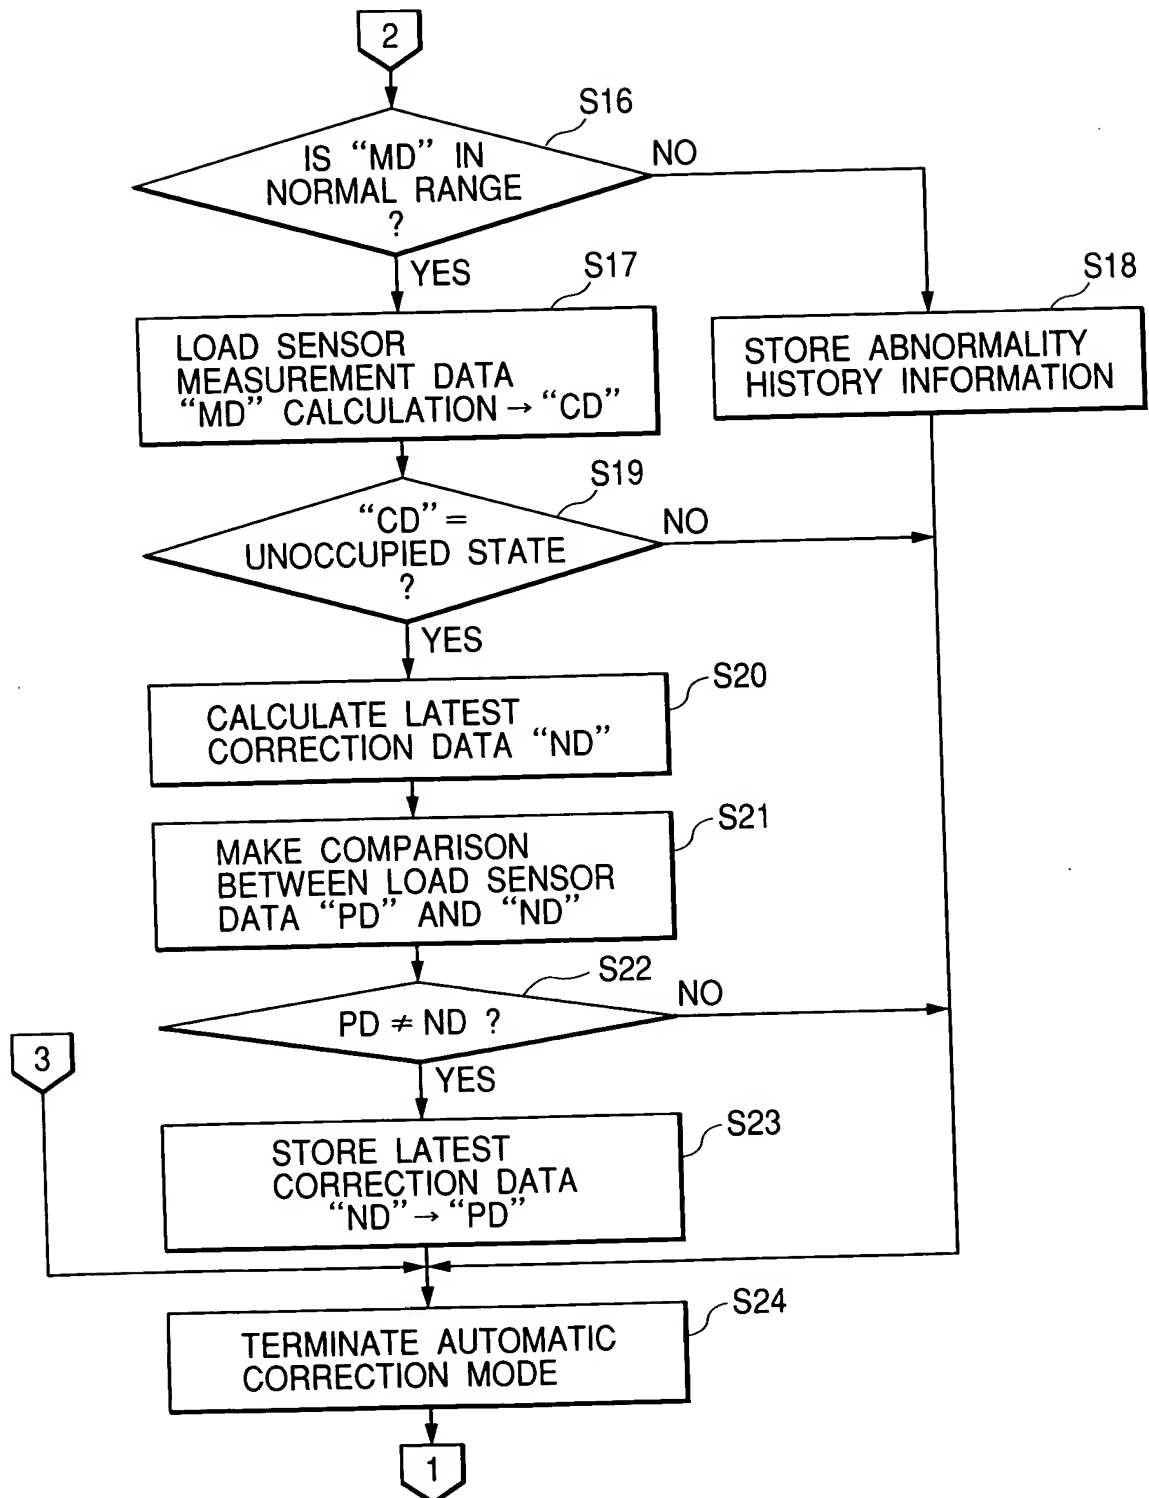 2
S16
IS “MD” IN
NORMAL RANGE
?
NO
YES
S17
LOAD SENSOR
MEASUREMENT DATA
“MD” CALCULATION → “CD”
S18
STORE ABNORMALITY
HISTORY INFORMATION
S19
“CD” =
UNOCCUPIED STATE
?
NO
YES
S20
CALCULATE LATEST
CORRECTION DATA “ND”
S21
MAKE COMPARISON
BETWEEN LOAD SENSOR
DATA “PD” AND “ND”
S22
PD ≠ ND ?
NO
YES
3
S23
STORE LATEST
CORRECTION DATA
“ND” → “PD”
S24
TERMINATE AUTOMATIC
CORRECTION MODE
1